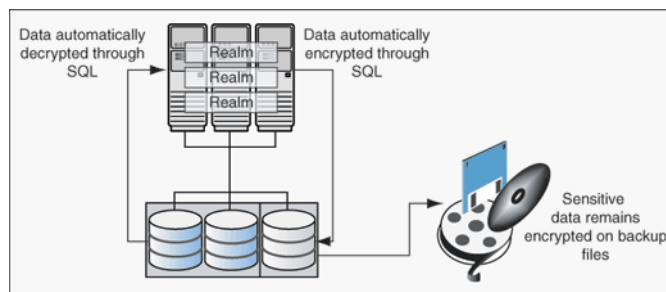 Data automatically
decrypted through
SQL
Realm
Realm
Realm
Data automatically
encrypted through
SQL
Sensitive
data remains
encrypted on backup
files